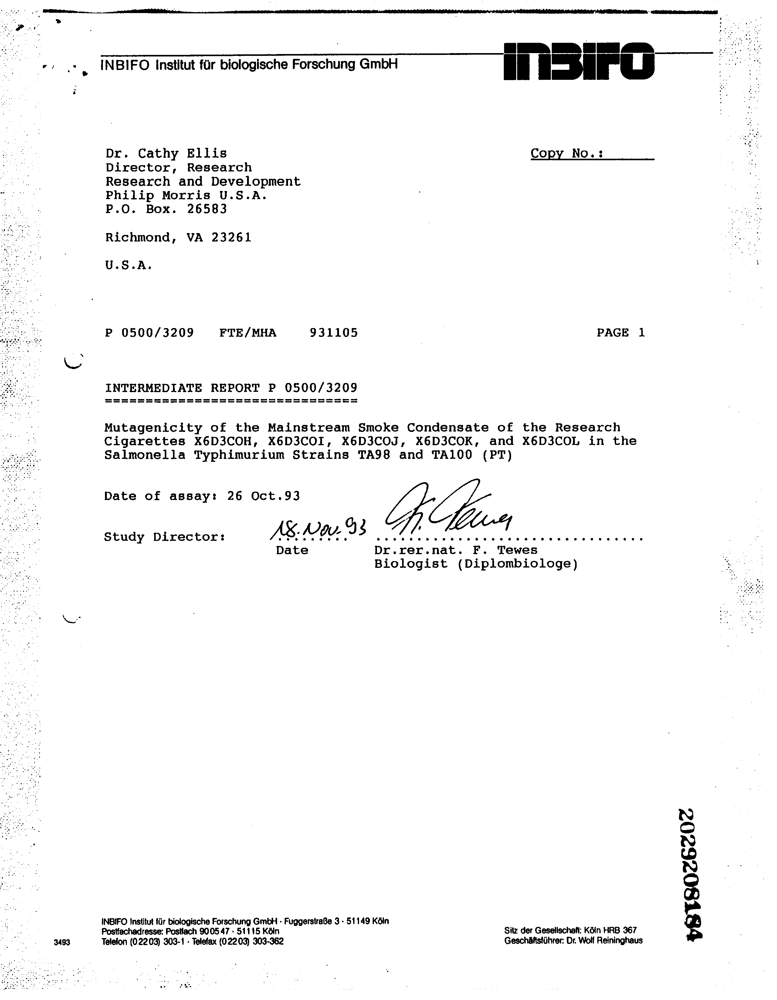 INBIFO Institut für biologische Forschung GmbH
INBIFO
Dr. Cathy Ellis
Copy No.:
Director, Research
Research and Development
Philip Morris U.S.A.
P.O. Box. 26583
Richmond, VA 23261
U.S.A.
P 0500/3209 FTE/MHA 931105 PAGE 1
INTERMEDIATE REPORT P 0500/3209
===============================
Mutagenicity of the Mainstream Smoke Condensate of the Research
Cigarettes X6D3COH, X6D3COI, X6D3COJ, X6D3COK, and X6D3COL in the
Salmonella Typhimurium Strains TA98 and TA100 (PT)
Date of assay: 26 Oct.93
Study Director: 18. Nov. 93 F. Tewes
Date Dr.rer.nat. F. Tewes
Biologist (Diplombiologe)
2029208184
INBIFO Institut für biologische Forschung GmbH · Fuggerstraße 3 · 51149 Köln
Postfachadresse: Postfach 900547 · 51115 Köln
Telefon (02203) 303-1 · Telefax (02203) 303-362
Sitz der Gesellschaft: Köln HRB 367
Geschäftsführer: Dr. Wolf Reininghaus
3493